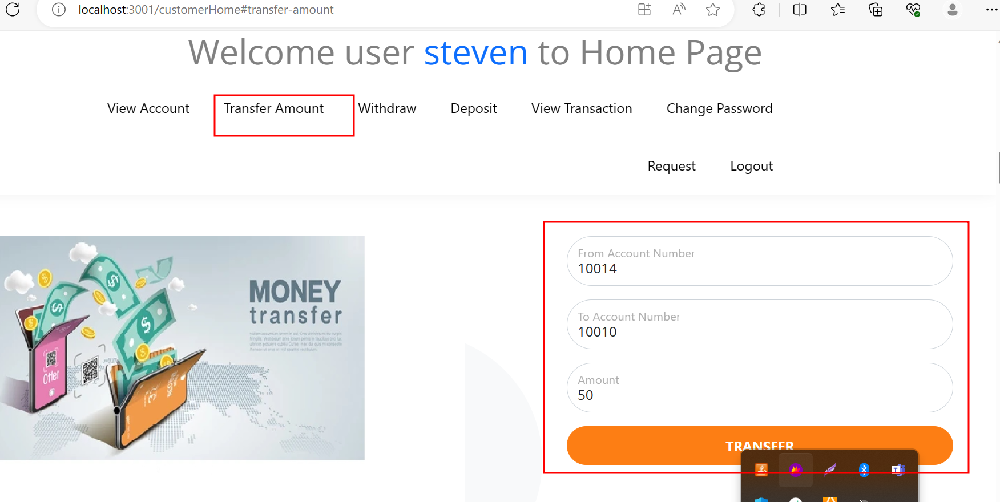 localhost:3001/customerHome#transfer-amount
Welcome user steven to Home Page
View Account Transfer Amount Withdraw Deposit View Transaction Change Password
Request Logout
MONEY
transfer
Offer
From Account Number
10014
To Account Number
10010
Amount
50
TRANSFER